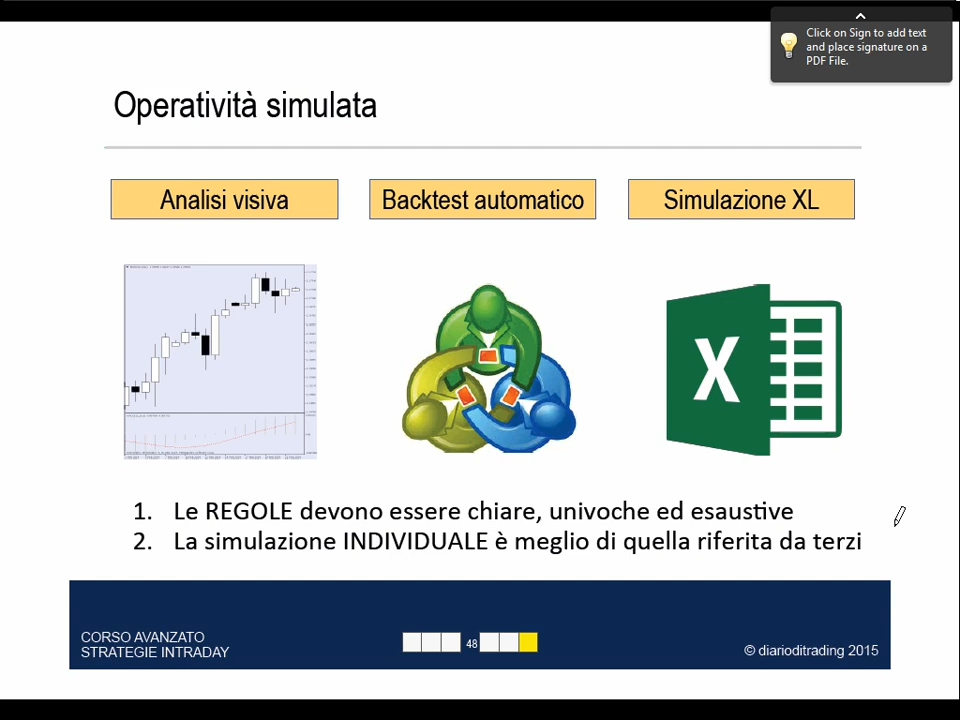 Click on Sign to add text
and place signature on a
PDF File.
Operatività simulata
Analisi visiva
Backtest automatico
Simulazione XL
X
1. Le REGOLE devono essere chiare, univoche ed esaustive
2. La simulazione INDIVIDUALE è meglio di quella riferita da terzi
CORSO AVANZATO
STRATEGIE INTRADAY
48
© diarioditrading 2015